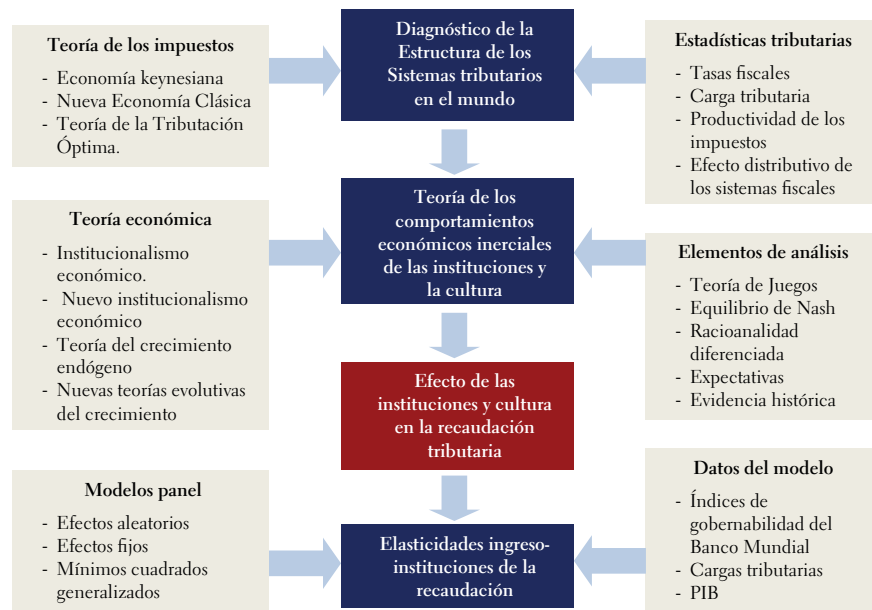 Teoría de los impuestos
- Economía keynesiana
- Nueva Economía Clásica
- Teoría de la Tributación
Óptima.
Diagnóstico de la
Estructura de los
Sistemas tributarios
en el mundo
Estadísticas tributarias
- Tasas fiscales
- Carga tributaria
- Productividad de los
impuestos
- Efecto distributivo de
los sistemas fiscales
Teoría económica
- Institucionalismo
económico.
- Nuevo institucionalismo
económico
- Teoría del crecimiento
endógeno
- Nuevas teorías evolutivas
del crecimiento
Teoría de los
comportamientos
económicos inerciales
de las instituciones y
la cultura
Elementos de análisis
- Teoría de Juegos
- Equilibrio de Nash
- Racioanalidad
diferenciada
- Expectativas
- Evidencia histórica
Efecto de las
instituciones y cultura
en la recaudación
tributaria
Modelos panel
- Efectos aleatorios
- Efectos fijos
- Mínimos cuadrados
generalizados
Elasticidades ingreso-
instituciones de la
recaudación
Datos del modelo
- Índices de
gobernabilidad del
Banco Mundial
- Cargas tributarias
- PIB